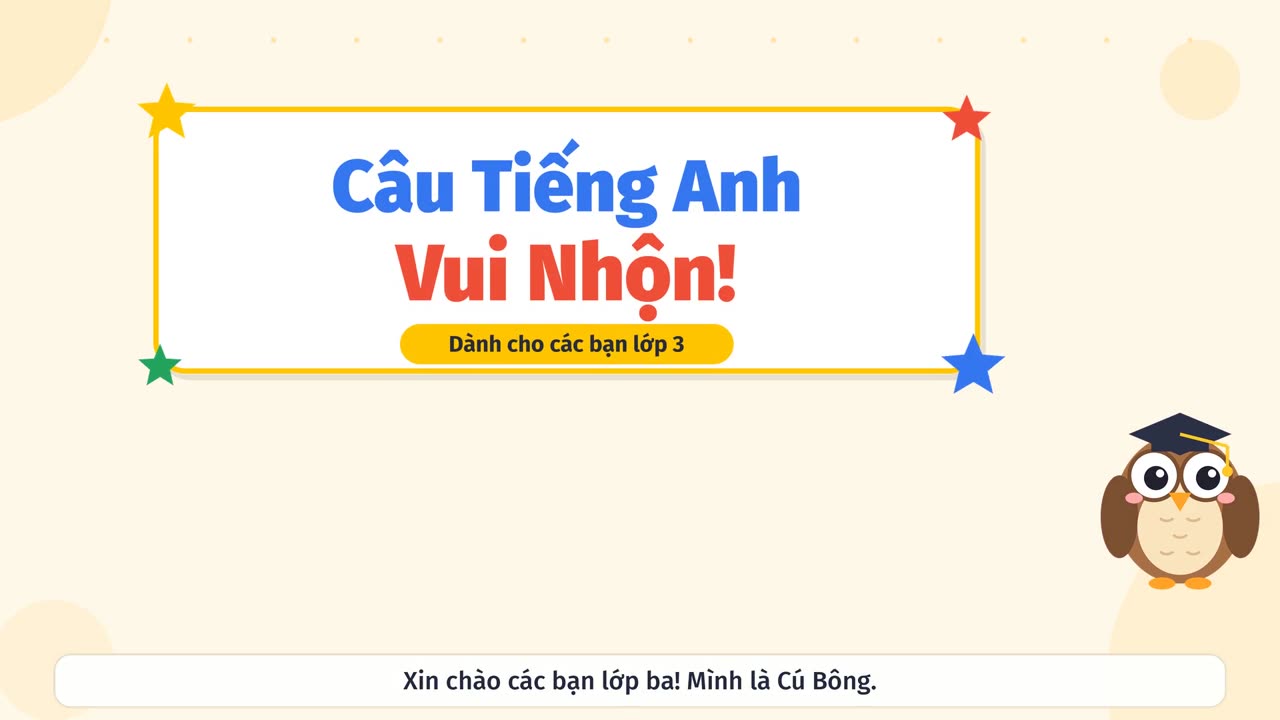 Câu Tiếng Anh
Vui Nhộn!
Dành cho các bạn lớp 3
Xin chào các bạn lớp ba! Mình là Cú Bông.